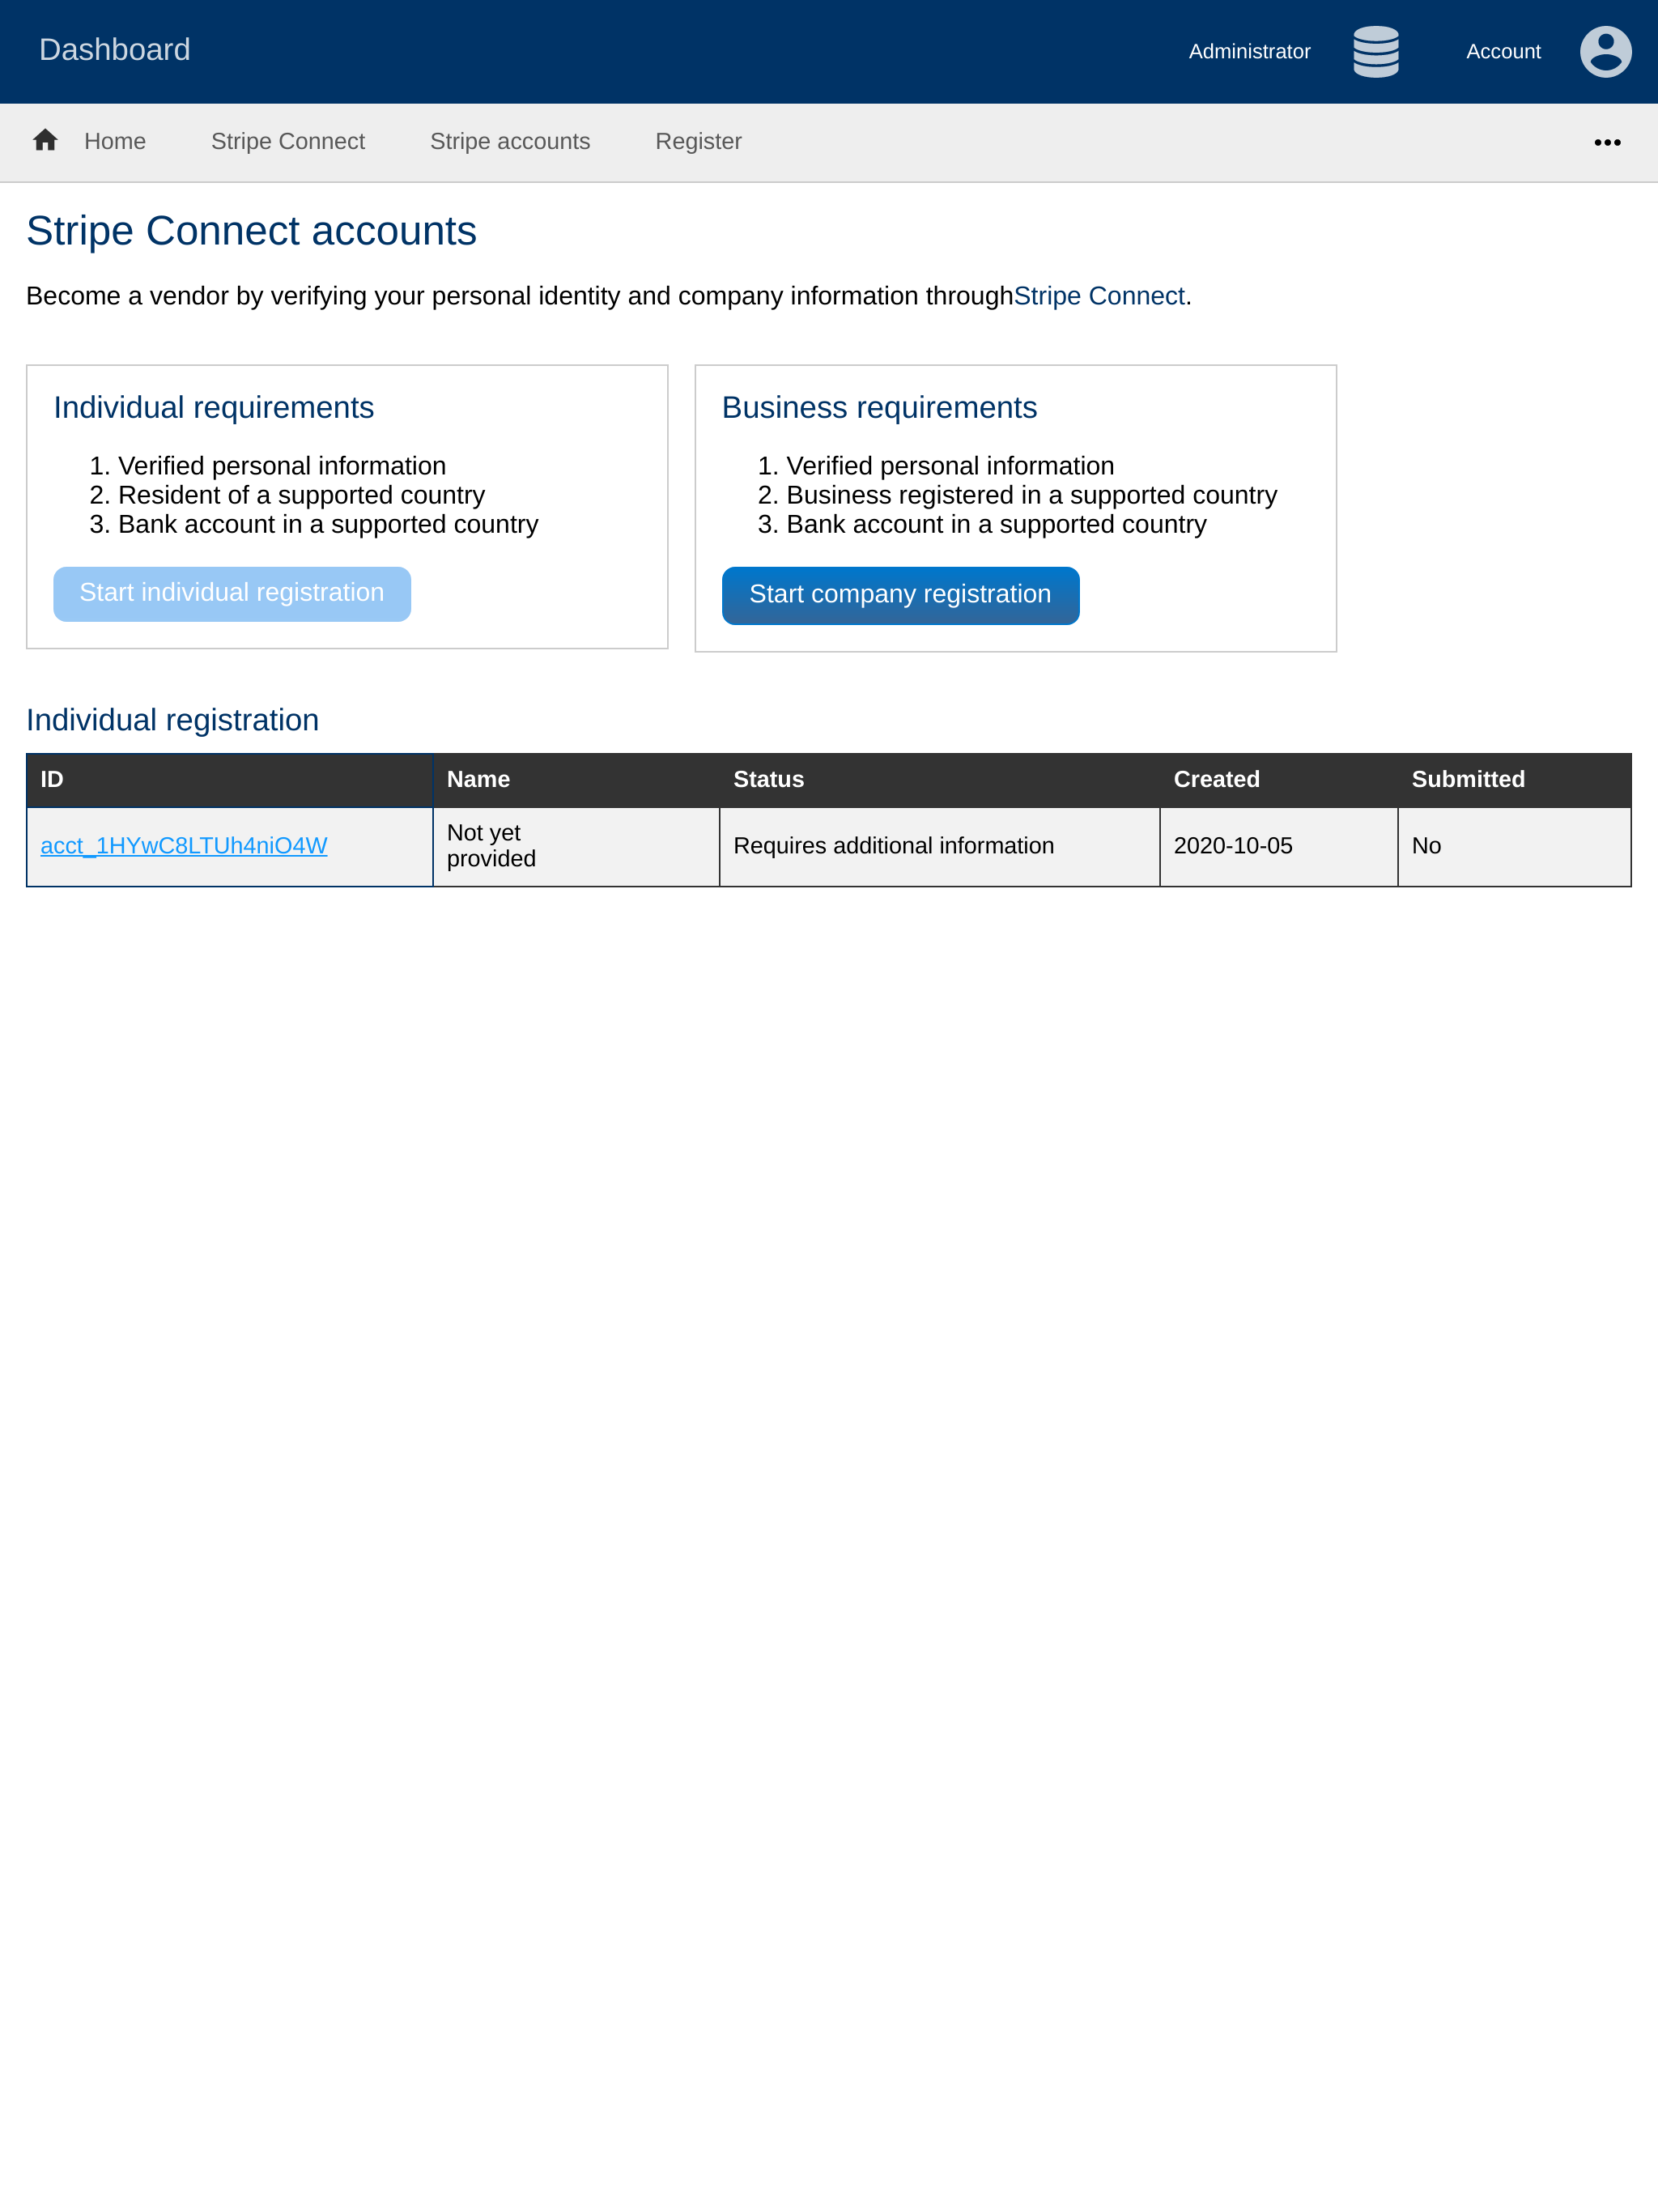 Dashboard Administrator Account
Home Stripe Connect Stripe accounts Register
Stripe Connect accounts
Become a vendor by verifying your personal identity and company information throughStripe Connect.
Individual requirements
1. Verified personal information
2. Resident of a supported country
3. Bank account in a supported country
Start individual registration
Business requirements
1. Verified personal information
2. Business registered in a supported country
3. Bank account in a supported country
Start company registration
Individual registration
ID Name Status Created Submitted
acct_1HYwC8LTUh4niO4W Not yet provided Requires additional information 2020-10-05 No